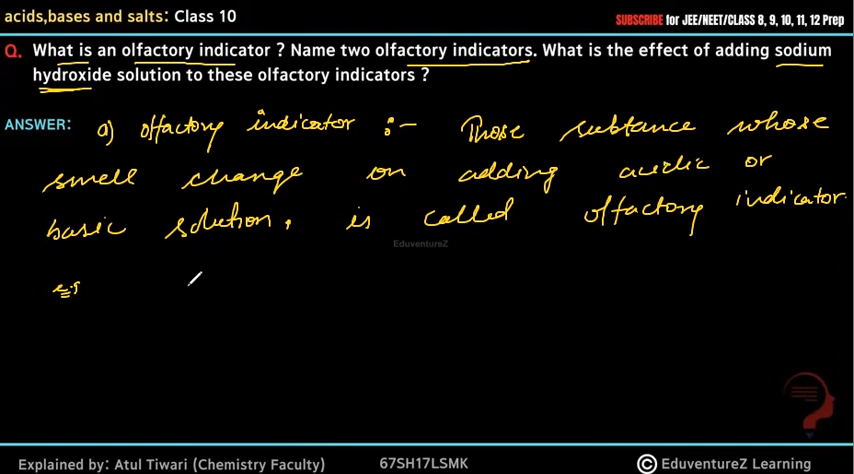 acids,bases and salts: Class 10
SUBSCRIBE for JEE/NEET/CLASS 8, 9, 10, 11, 12 Prep
Q. What is an olfactory indicator ? Name two olfactory indicators. What is the effect of adding sodium
hydroxide solution to these olfactory indicators ?
ANSWER: a) olfactory indicator :- Those subtance whose
smell change on adding acidic or
basic solution, is called olfactory indicator.
EduventureZ
e.g
Explained by: Atul Tiwari (Chemistry Faculty)
67SH17LSMK
© EduventureZ Learning